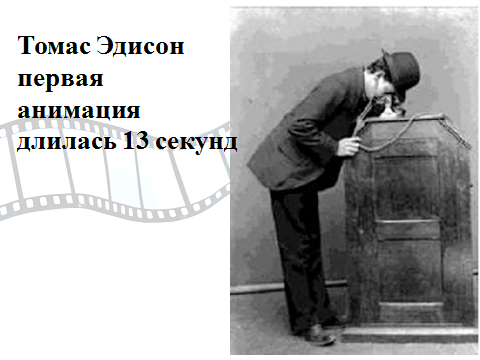 Томас Эдисон
первая
анимация
длилась 13 секунд